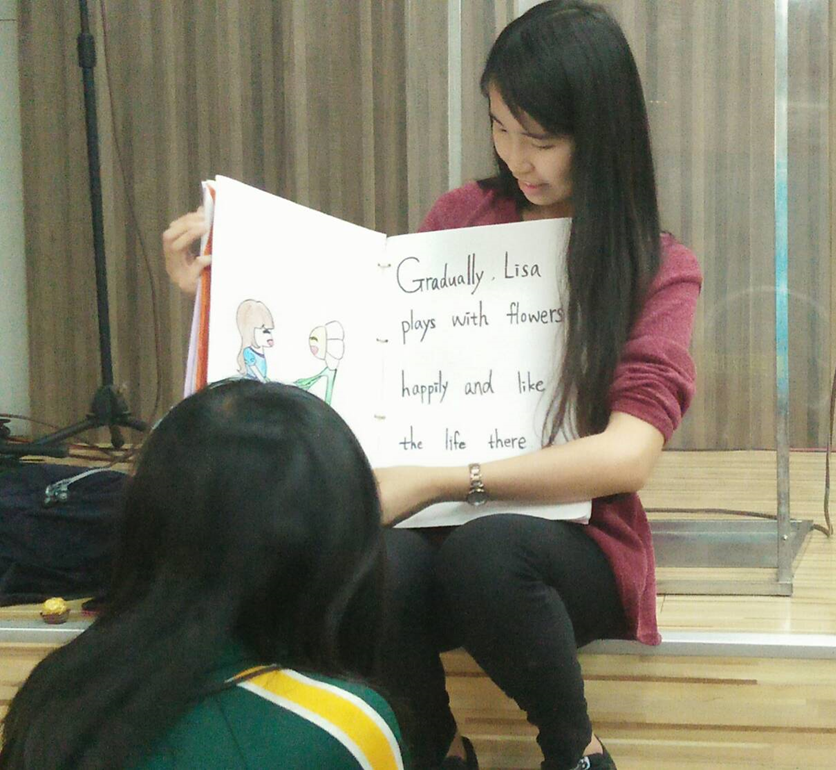 Gradually, Lisa
plays with flowers
happily and like
the life there